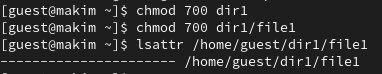 [guest@makim ~]$ chmod 700 dir1
[guest@makim ~]$ chmod 700 dir1/file1
[guest@makim ~]$ lsattr /home/guest/dir1/file1
---------------------- /home/guest/dir1/file1